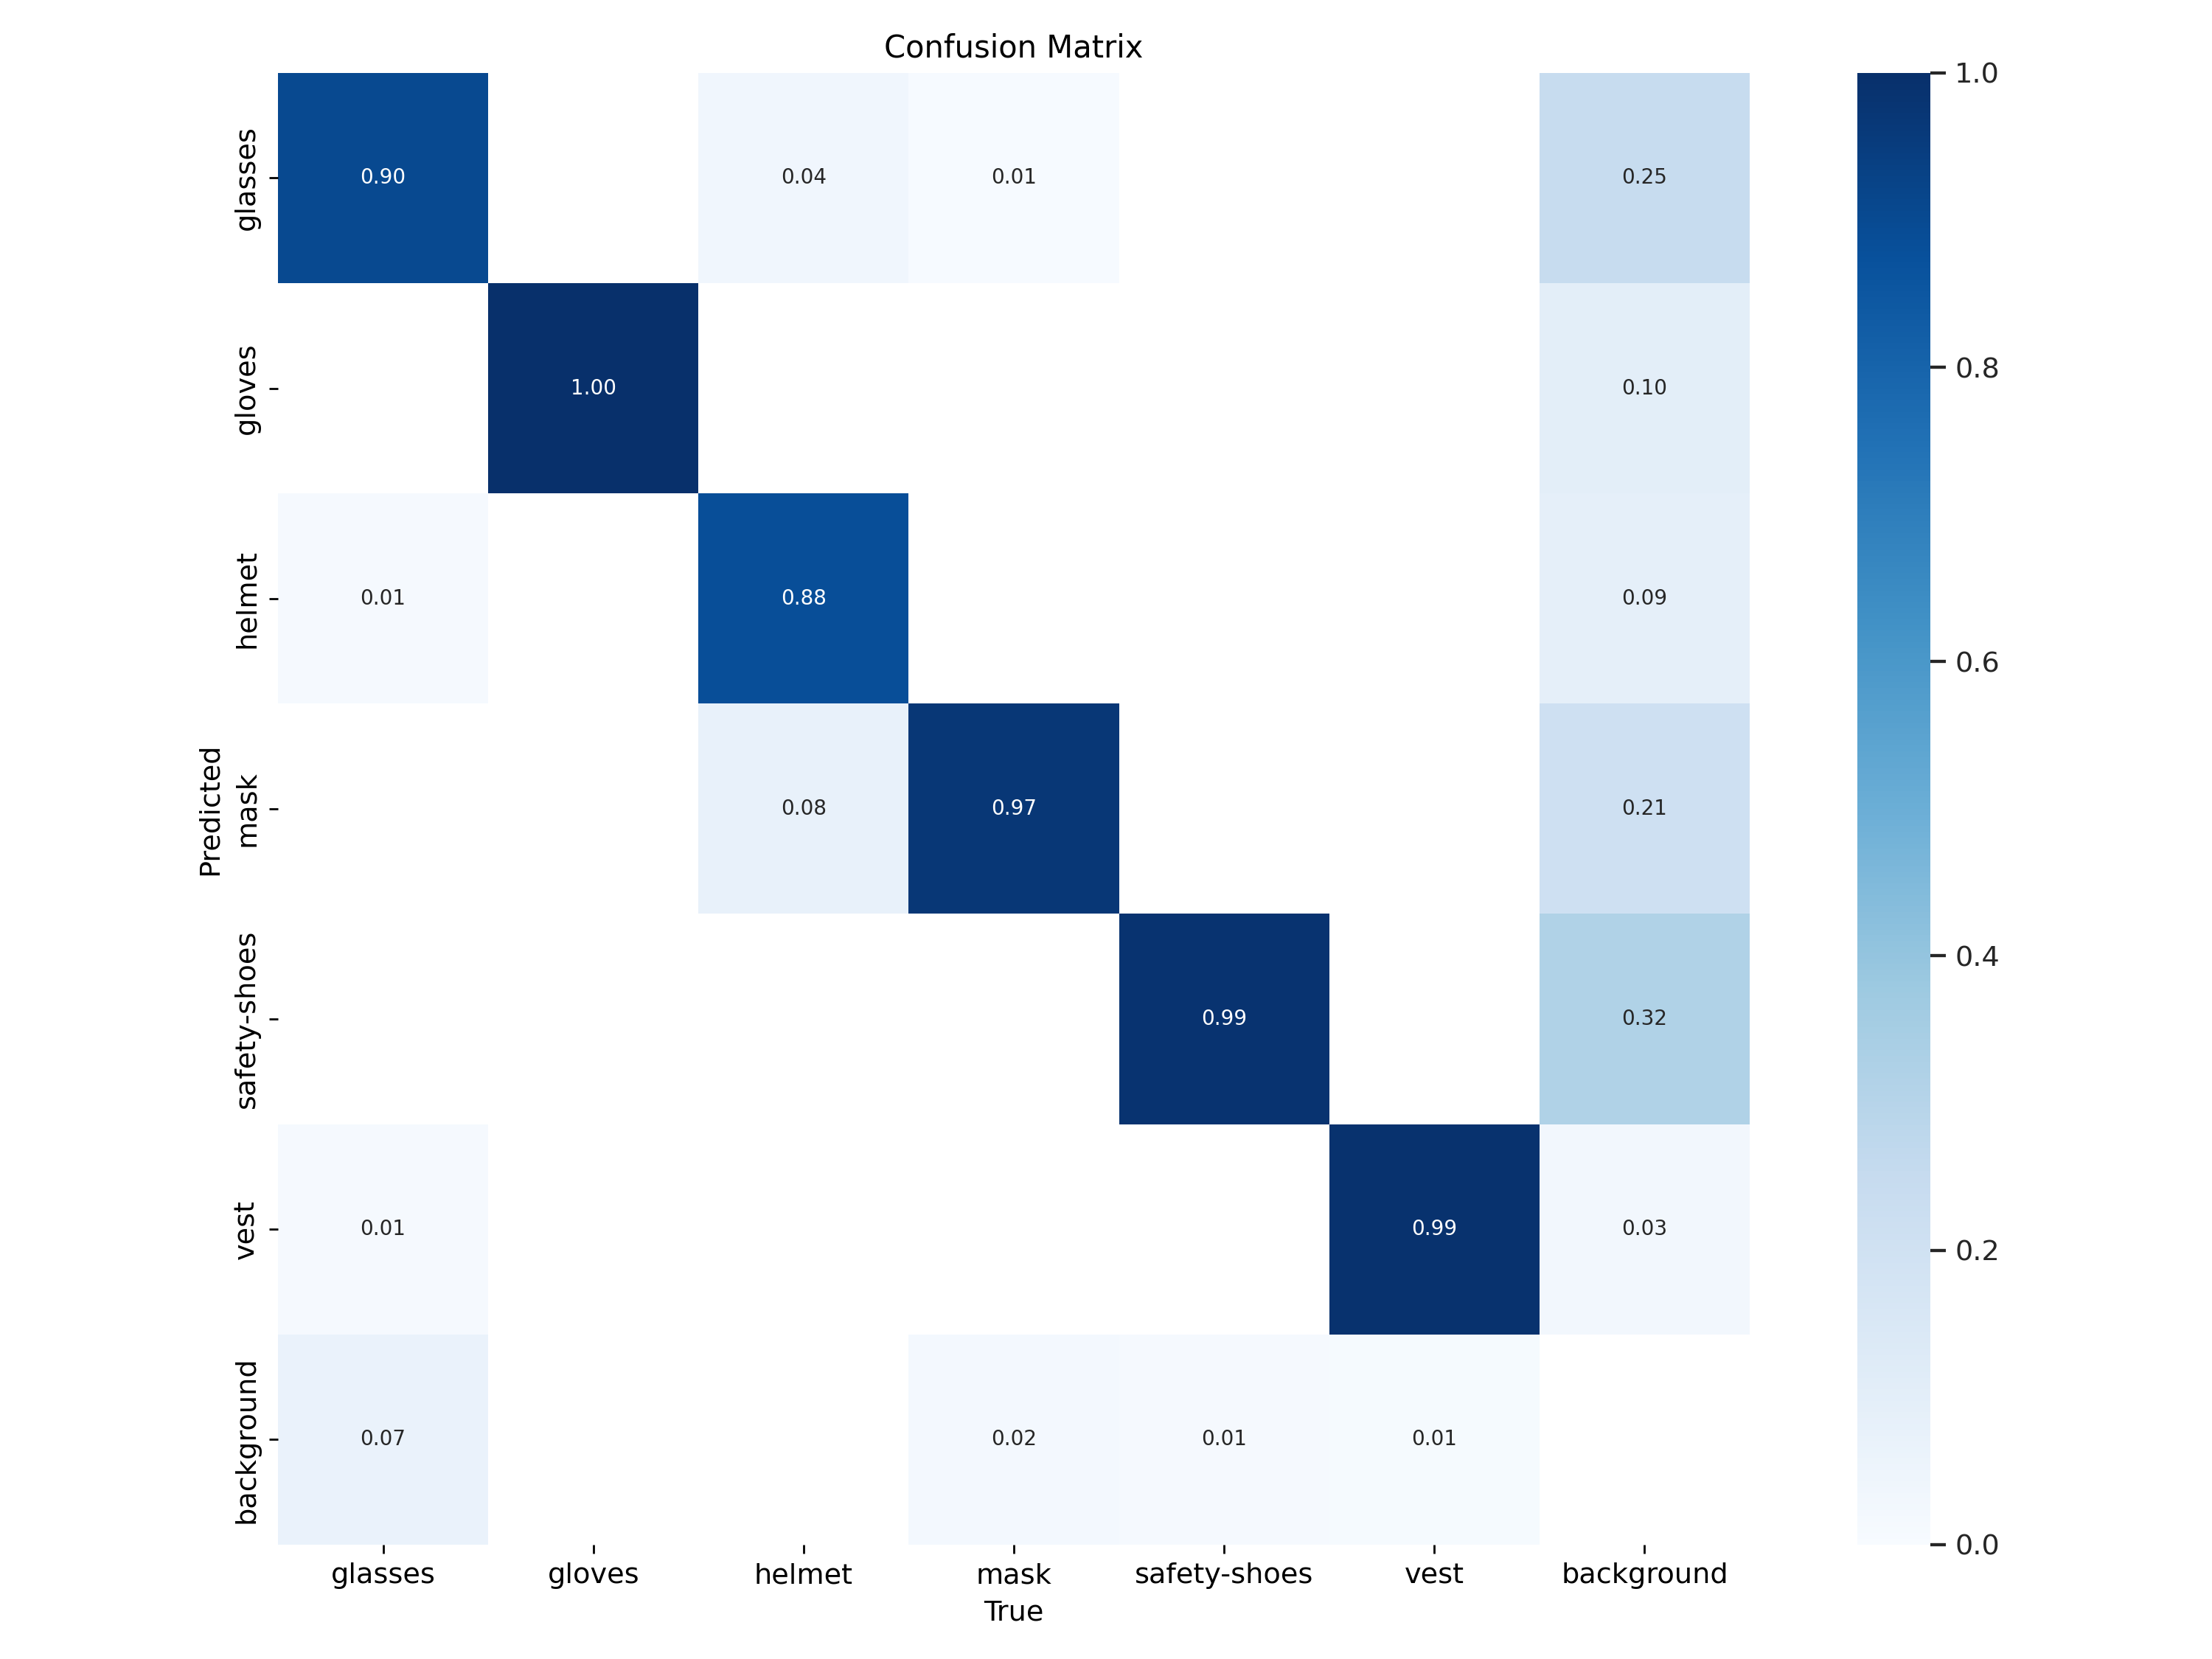 Confusion Matrix
Predicted
glasses 0.90 0.04 0.01 0.25
gloves 1.00 0.10
helmet 0.01 0.88 0.09
mask 0.08 0.97 0.21
safety-shoes 0.99 0.32
vest 0.01 0.99 0.03
background 0.07 0.02 0.01 0.01
glasses gloves helmet mask safety-shoes vest background
True
1.0
0.8
0.6
0.4
0.2
0.0